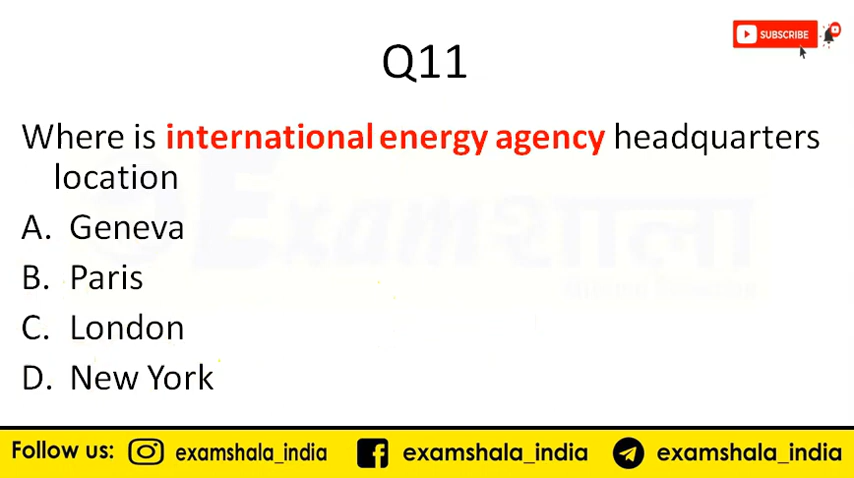 SUBSCRIBE
Q11
Where is international energy agency headquarters
location
A. Geneva
B. Paris
C. London
D. New York
Examशाला
Follow us: examshala_india examshala_india examshala_india